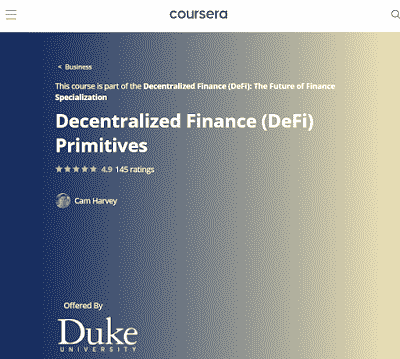 coursera
< Business
This course is part of the Decentralized Finance (DeFi): The Future of Finance
Specialization
Decentralized Finance (DeFi)
Primitives
4.9 145 ratings
Cam Harvey
Offered By
Duke
UNIVERSITY